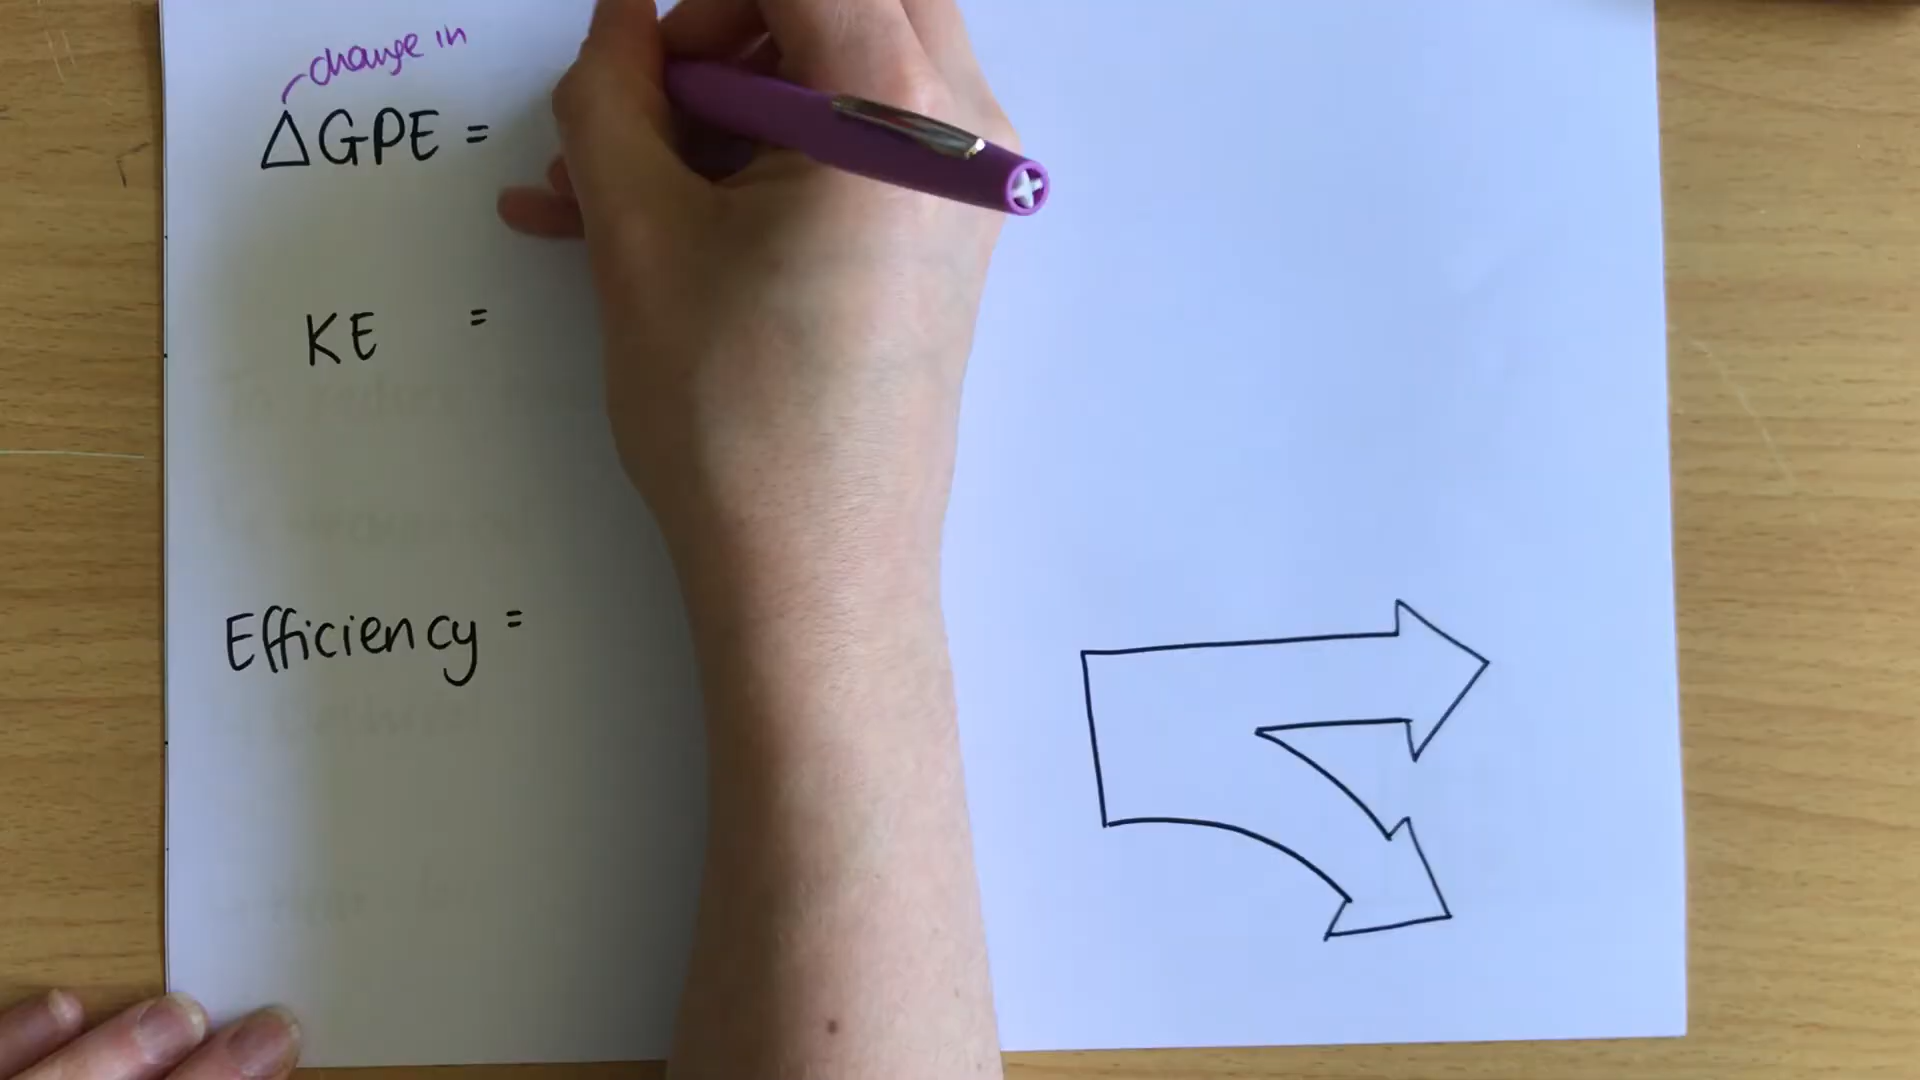 change in
ΔGPE =
KE =
Efficiency =